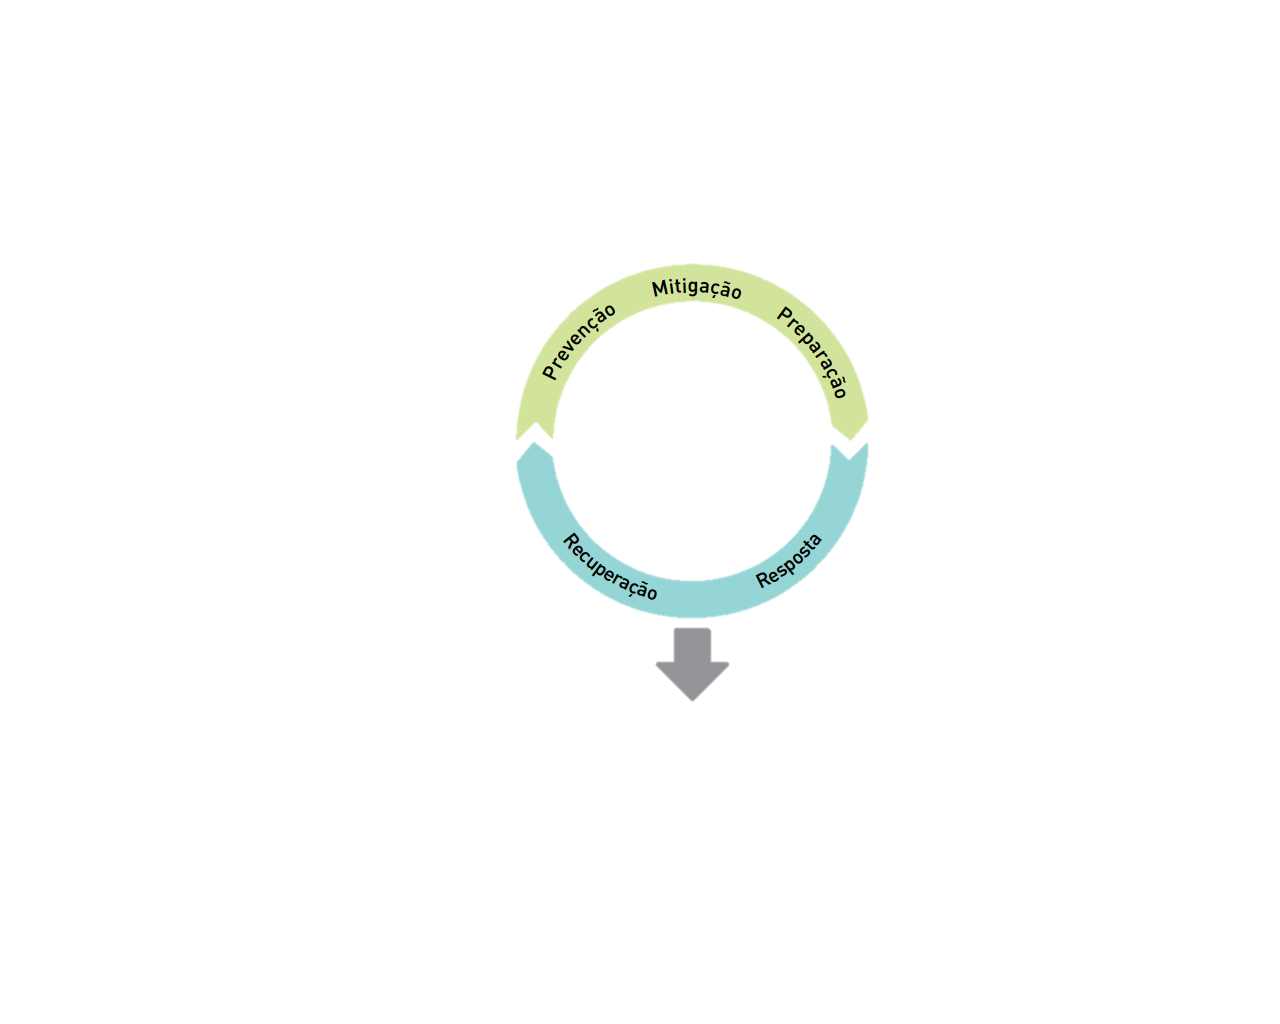 Prevenção
Mitigação
Preparação
Resposta
Recuperação